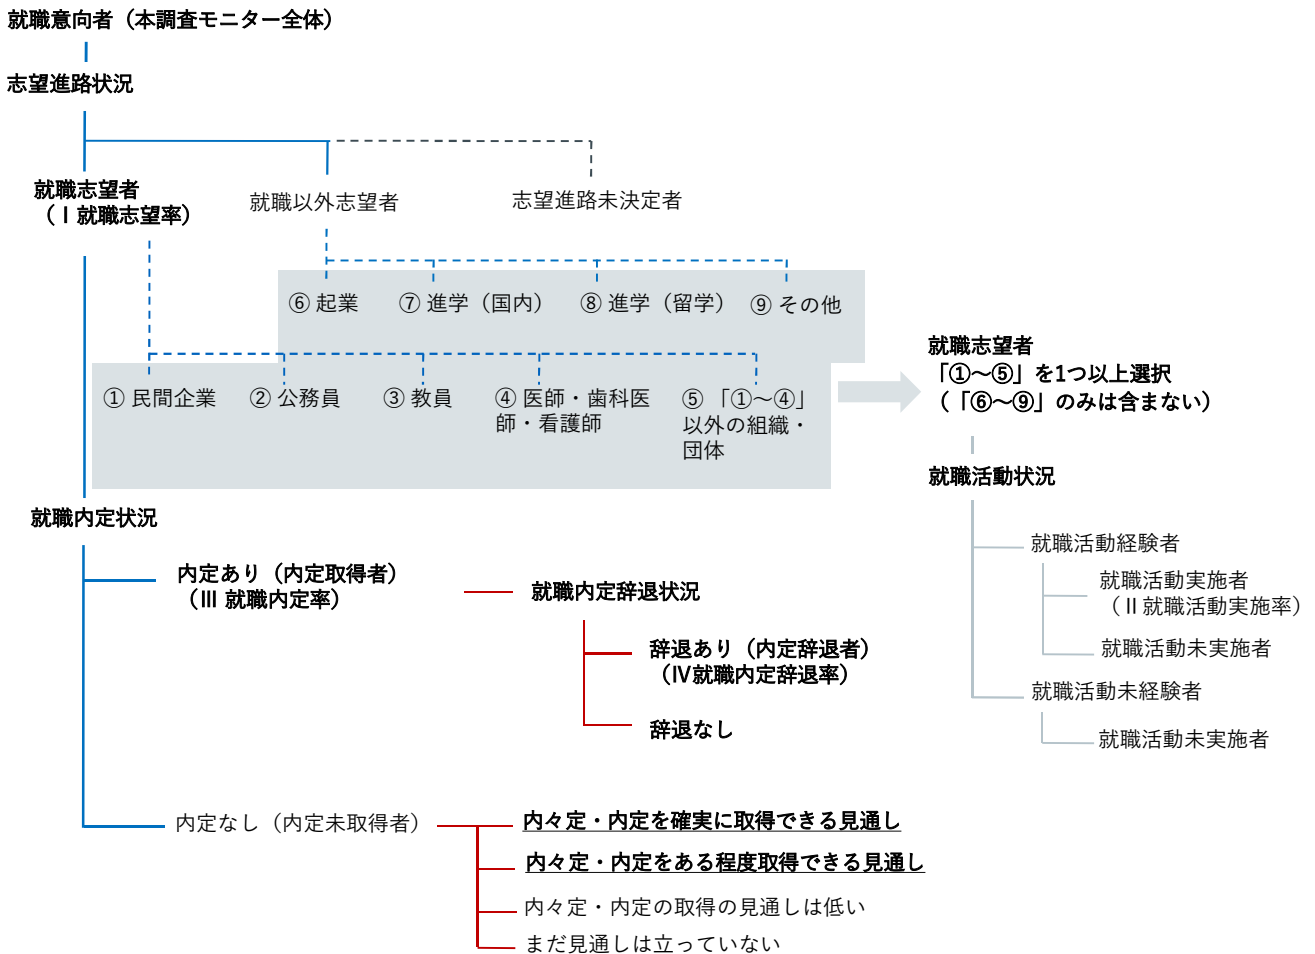 就職意向者（本調査モニター全体）
志望進路状況
就職志望者
（Ⅰ就職志望率）
就職以外志望者
志望進路未決定者
⑥ 起業
⑦ 進学（国内）
⑧ 進学（留学）
⑨ その他
① 民間企業
② 公務員
③ 教員
④ 医師・歯科医
師・看護師
⑤ 「①～④」
以外の組織・
団体
就職志望者
「①～⑤」を1つ以上選択
（「⑥～⑨」のみは含まない）
就職活動状況
就職活動経験者
就職活動実施者
（Ⅱ就職活動実施率）
就職活動未実施者
就職活動未経験者
就職活動未実施者
就職内定状況
内定あり（内定取得者）
（Ⅲ 就職内定率）
就職内定辞退状況
辞退あり（内定辞退者）
（Ⅳ就職内定辞退率）
辞退なし
内定なし（内定未取得者）
内々定・内定を確実に取得できる見通し
内々定・内定をある程度取得できる見通し
内々定・内定の取得の見通しは低い
まだ見通しは立っていない